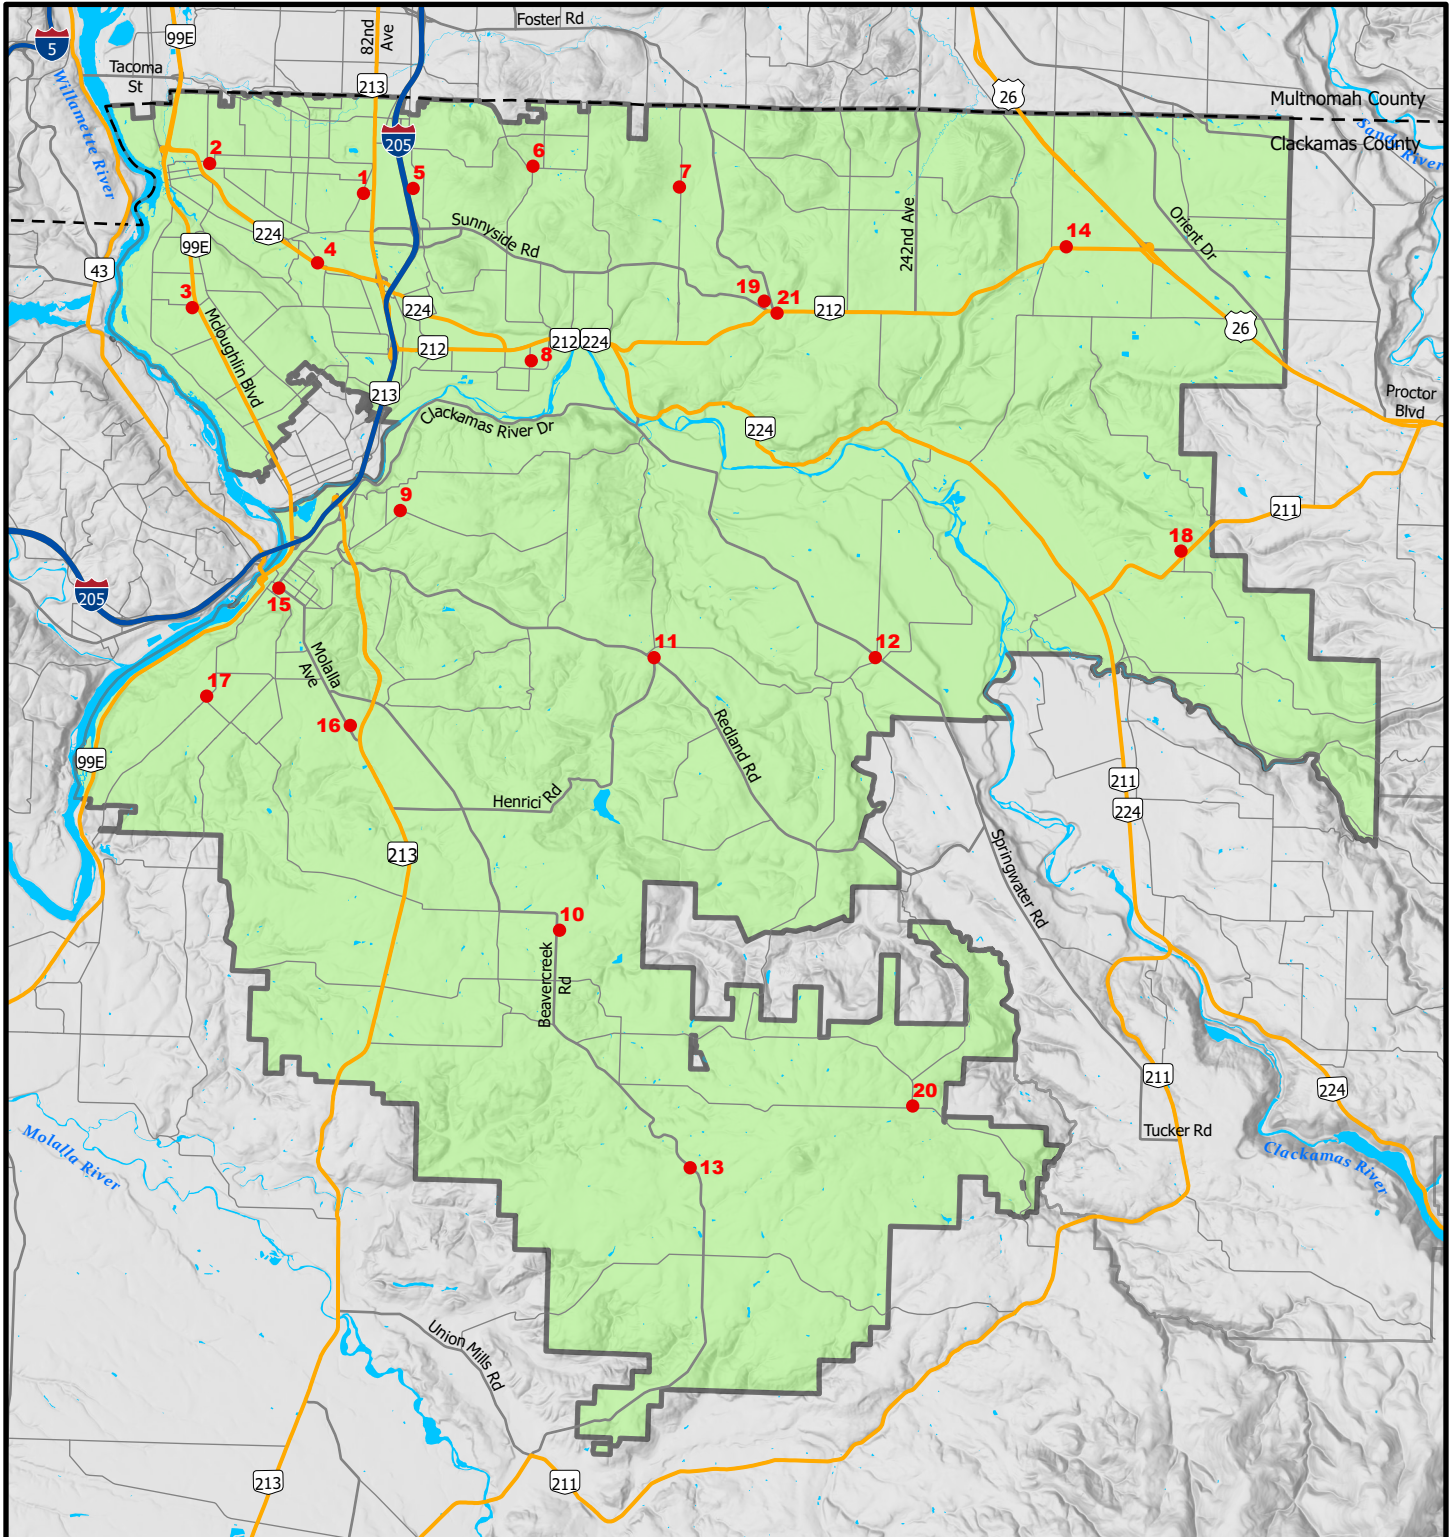 Foster Rd
5
99E
82nd
Ave
Tacoma
St
213
26
Multnomah County
Willamette River
205
Sandy River
Clackamas County
2
6
1
5
7
Sunnyside Rd
242nd Ave
Orient Dr
14
224
99E
4
43
3
19
21
224
212
26
212
212
224
8
Mcloughlin Blvd
213
Proctor
Blvd
Clackamas River Dr
224
9
211
18
205
15
11
12
Molalla
Ave
17
16
Redland Rd
99E
211
Henrici Rd
224
213
Springwater Rd
10
Beavercreek
Rd
211
224
20
Tucker Rd
Molalla River
Clackamas River
13
Union Mills Rd
213
211